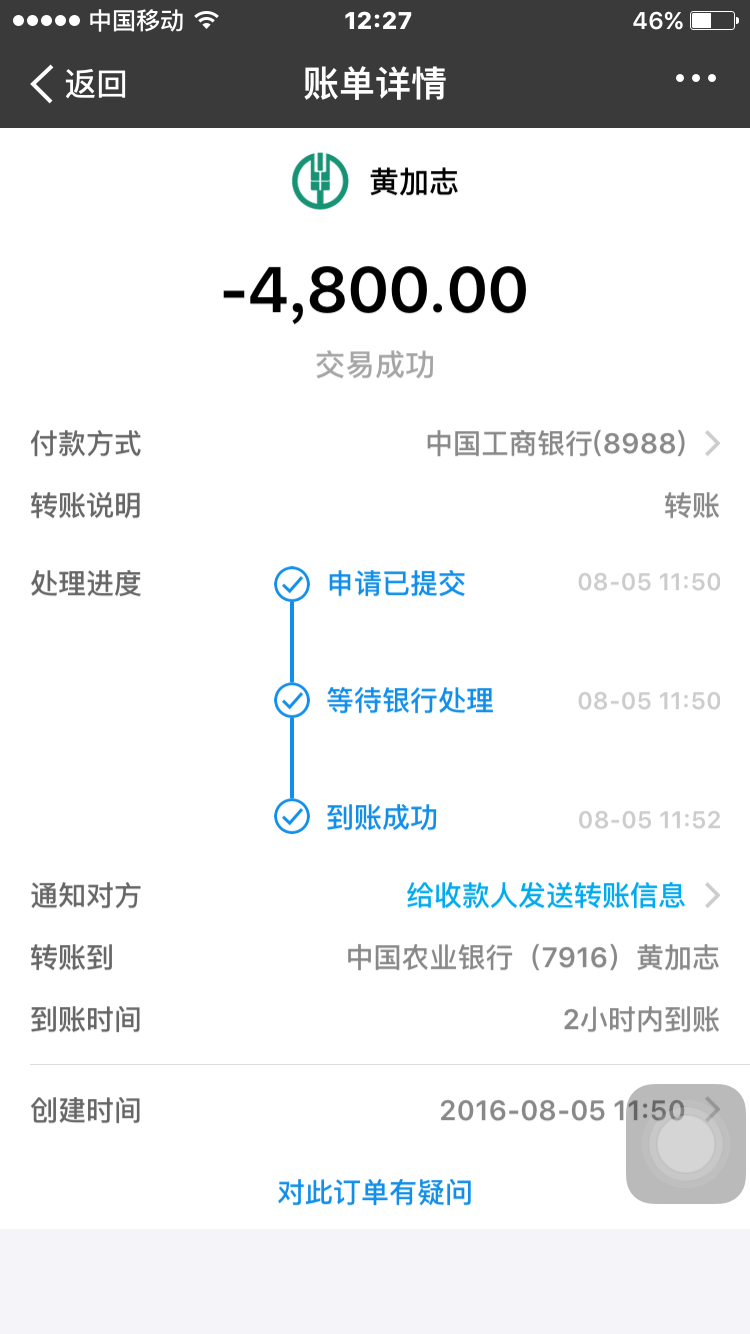 中国移动 12:27 46%
返回 账单详情
黄加志
-4,800.00
交易成功
付款方式 中国工商银行(8988)
转账说明 转账
处理进度 申请已提交 08-05 11:50
等待银行处理 08-05 11:50
到账成功 08-05 11:52
通知对方 给收款人发送转账信息
转账到 中国农业银行（7916）黄加志
到账时间 2小时内到账
创建时间 2016-08-05 11:50
对此订单有疑问